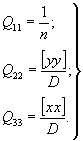 Q₁₁ = 1/n;
Q₂₂ = [yy]/D;
Q₃₃ = [xx]/D.